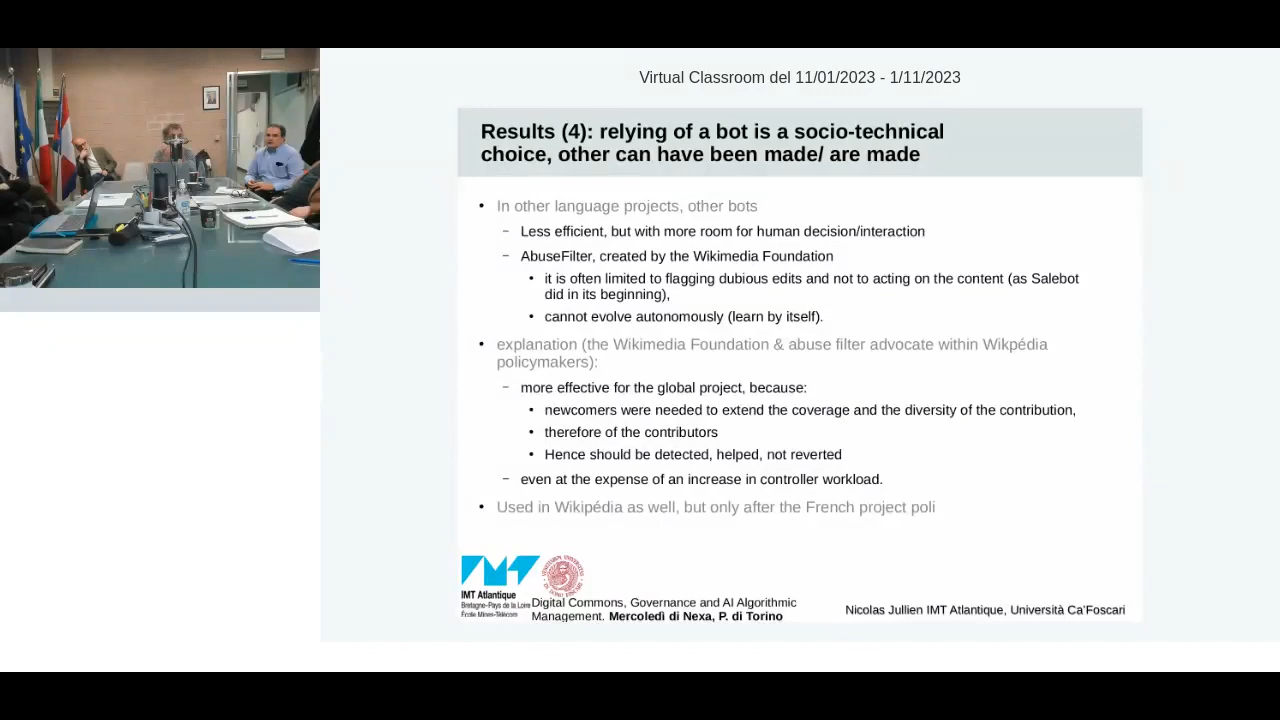 Virtual Classroom del 11/01/2023 - 1/11/2023
Results (4): relying of a bot is a socio-technical
choice, other can have been made/ are made
• In other language projects, other bots
– Less efficient, but with more room for human decision/interaction
– AbuseFilter, created by the Wikimedia Foundation
• it is often limited to flagging dubious edits and not to acting on the content (as Salebot
did in its beginning),
• cannot evolve autonomously (learn by itself).
• explanation (the Wikimedia Foundation & abuse filter advocate within Wikpédia
policymakers):
– more effective for the global project, because:
• newcomers were needed to extend the coverage and the diversity of the contribution,
• therefore of the contributors
• Hence should be detected, helped, not reverted
– even at the expense of an increase in controller workload.
• Used in Wikipédia as well, but only after the French project poli
IMT Atlantique
Bretagne-Pays de la Loire
École Mines-Télécom
Digital Commons, Governance and AI Algorithmic
Management. Mercoledì di Nexa, P. di Torino
Nicolas Jullien IMT Atlantique, Università Ca'Foscari